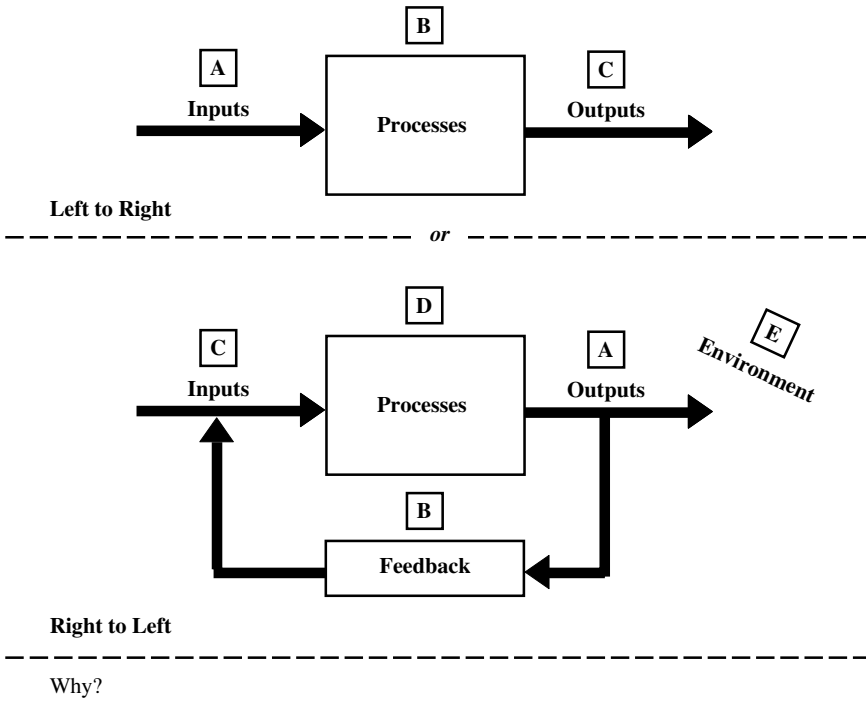 B
A
C
Inputs
Processes
Outputs
Left to Right
or
D
C
A
E
Environment
Inputs
Processes
Outputs
B
Feedback
Right to Left
Why?